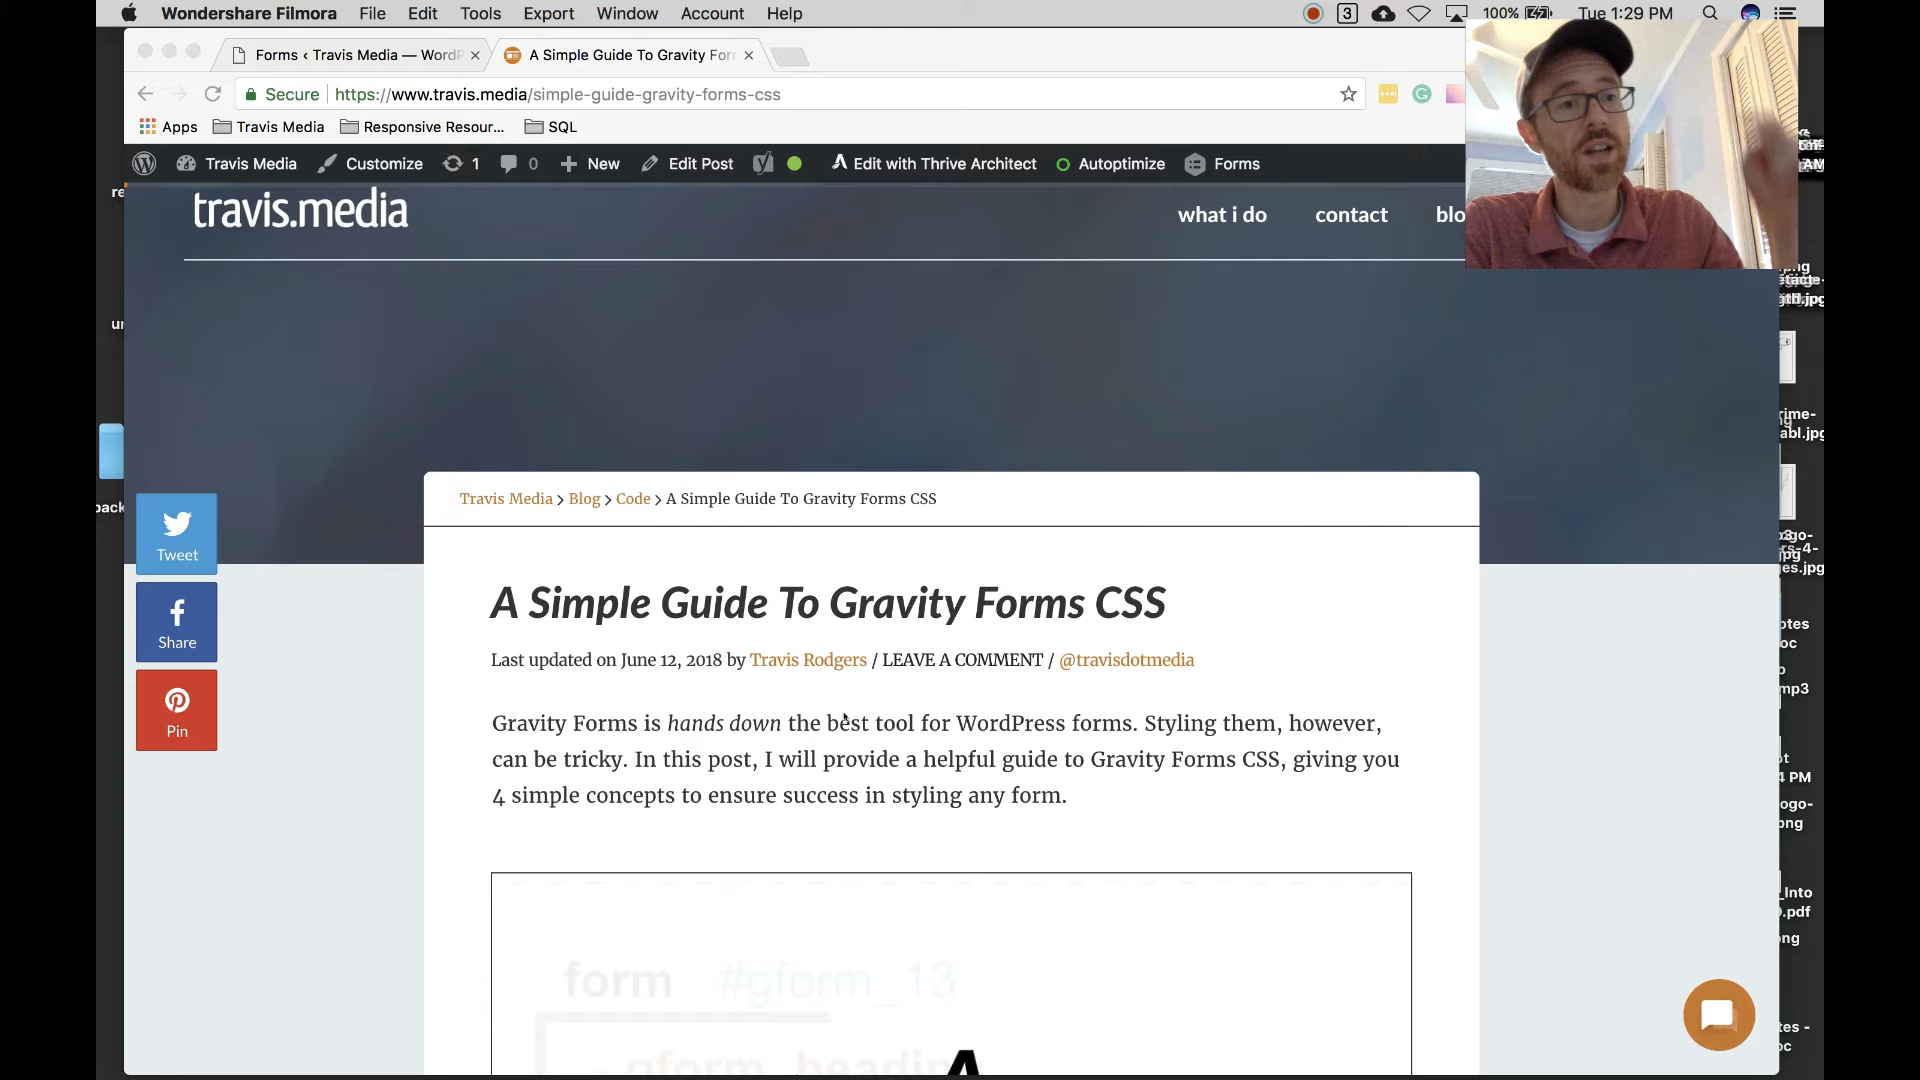 Wondershare Filmora File Edit Tools Export Window Account Help 3 100% Tue 1:29 PM
Forms ‹ Travis Media — WordP
A Simple Guide To Gravity For
Secure https://www.travis.media/simple-guide-gravity-forms-css
Apps Travis Media Responsive Resour... SQL
Travis Media Customize 1 0 New Edit Post Edit with Thrive Architect Autoptimize Forms
travis.media
what i do contact blo
Travis Media > Blog > Code > A Simple Guide To Gravity Forms CSS
Tweet
Share
Pin
A Simple Guide To Gravity Forms CSS
Last updated on June 12, 2018 by Travis Rodgers / LEAVE A COMMENT / @travisdotmedia
Gravity Forms is hands down the best tool for WordPress forms. Styling them, however,
can be tricky. In this post, I will provide a helpful guide to Gravity Forms CSS, giving you
4 simple concepts to ensure success in styling any form.
form #gform_13